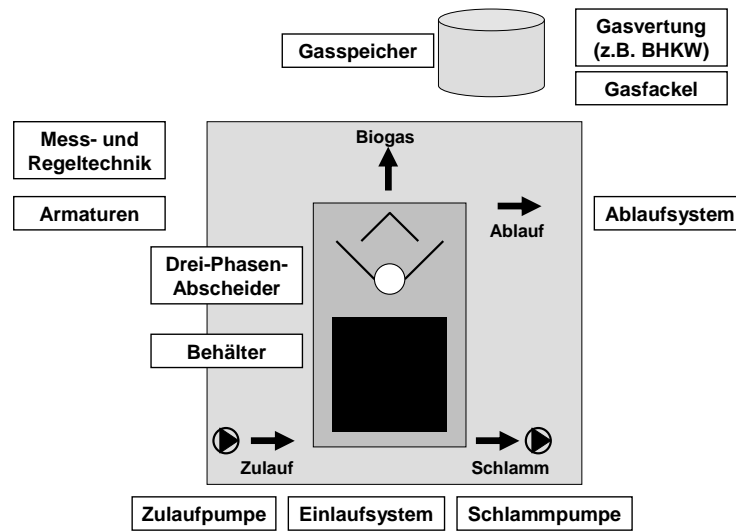 Gasspeicher
Gasvertung
(z.B. BHKW)
Gasfackel
Mess- und
Regeltechnik
Biogas
Armaturen
Ablauf
Ablaufsystem
Drei-Phasen-
Abscheider
Behälter
Zulauf
Schlamm
Zulaufpumpe
Einlaufsystem
Schlammpumpe